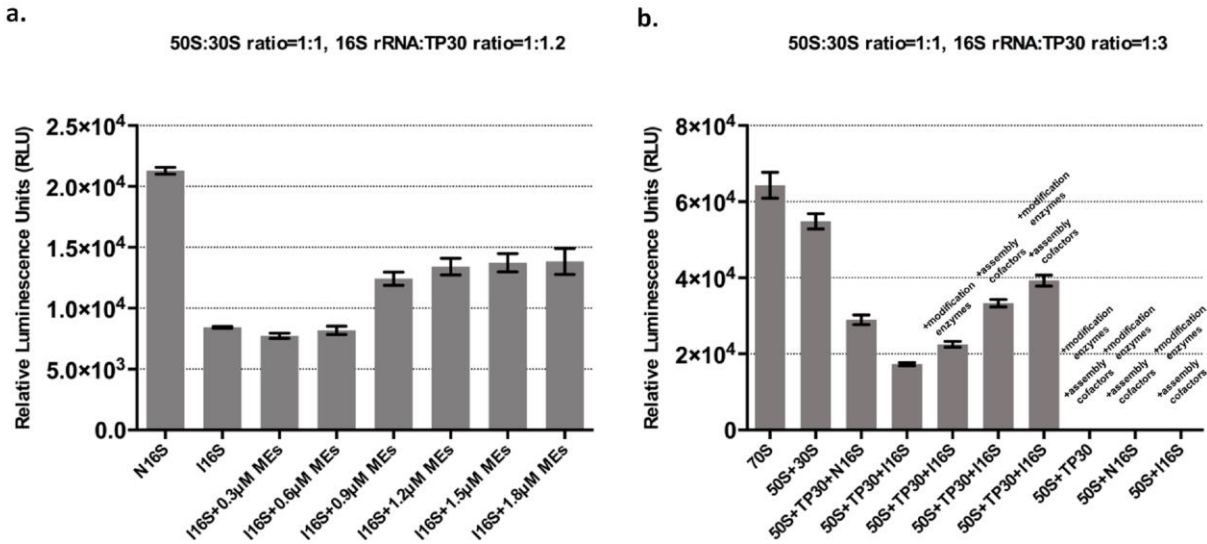 a.
50S:30S ratio=1:1, 16S rRNA:TP30 ratio=1:1.2
Relative Luminescence Units (RLU)
2.5×10⁴
2.0×10⁴
1.5×10⁴
1.0×10⁴
5.0×10³
0.0
N16S
I16S
I16S+0.3µM MEs
I16S+0.6µM MEs
I16S+0.9µM MEs
I16S+1.2µM MEs
I16S+1.5µM MEs
I16S+1.8µM MEs
b.
50S:30S ratio=1:1, 16S rRNA:TP30 ratio=1:3
Relative Luminescence Units (RLU)
8×10⁴
6×10⁴
4×10⁴
2×10⁴
0
+modification
enzymes
+assembly
cofactors
+modification
enzymes
+assembly
cofactors
+modification
enzymes
+assembly
cofactors
+modification
enzymes
+assembly
cofactors
+modification
enzymes
+assembly
cofactors
70S
50S+30S
50S+TP30+N16S
50S+TP30+I16S
50S+TP30+I16S
50S+TP30+I16S
50S+TP30+I16S
50S+TP30
50S+N16S
50S+I16S